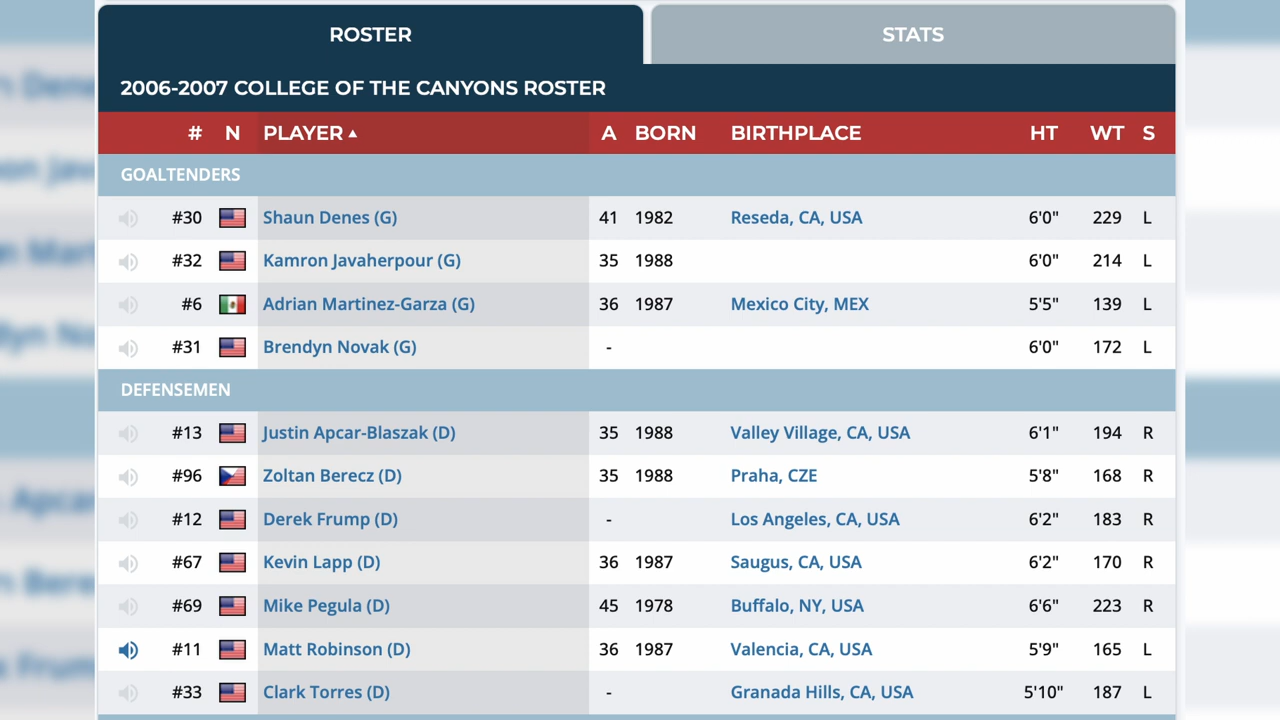 ROSTER STATS
2006-2007 COLLEGE OF THE CANYONS ROSTER
# N PLAYER ▲ A BORN BIRTHPLACE HT WT S
GOALTENDERS
#30 Shaun Denes (G) 41 1982 Reseda, CA, USA 6'0" 229 L
#32 Kamron Javaherpour (G) 35 1988 6'0" 214 L
#6 Adrian Martinez-Garza (G) 36 1987 Mexico City, MEX 5'5" 139 L
#31 Brendyn Novak (G) - 6'0" 172 L
DEFENSEMEN
#13 Justin Apcar-Blaszak (D) 35 1988 Valley Village, CA, USA 6'1" 194 R
#96 Zoltan Berecz (D) 35 1988 Praha, CZE 5'8" 168 R
#12 Derek Frump (D) - Los Angeles, CA, USA 6'2" 183 R
#67 Kevin Lapp (D) 36 1987 Saugus, CA, USA 6'2" 170 R
#69 Mike Pegula (D) 45 1978 Buffalo, NY, USA 6'6" 223 R
#11 Matt Robinson (D) 36 1987 Valencia, CA, USA 5'9" 165 L
#33 Clark Torres (D) - Granada Hills, CA, USA 5'10" 187 L